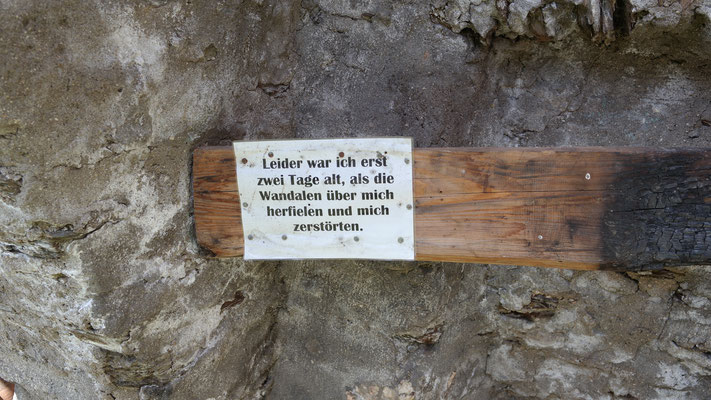 Leider war ich erst
zwei Tage alt, als die
Wandalen über mich
herfielen und mich
zerstörten.